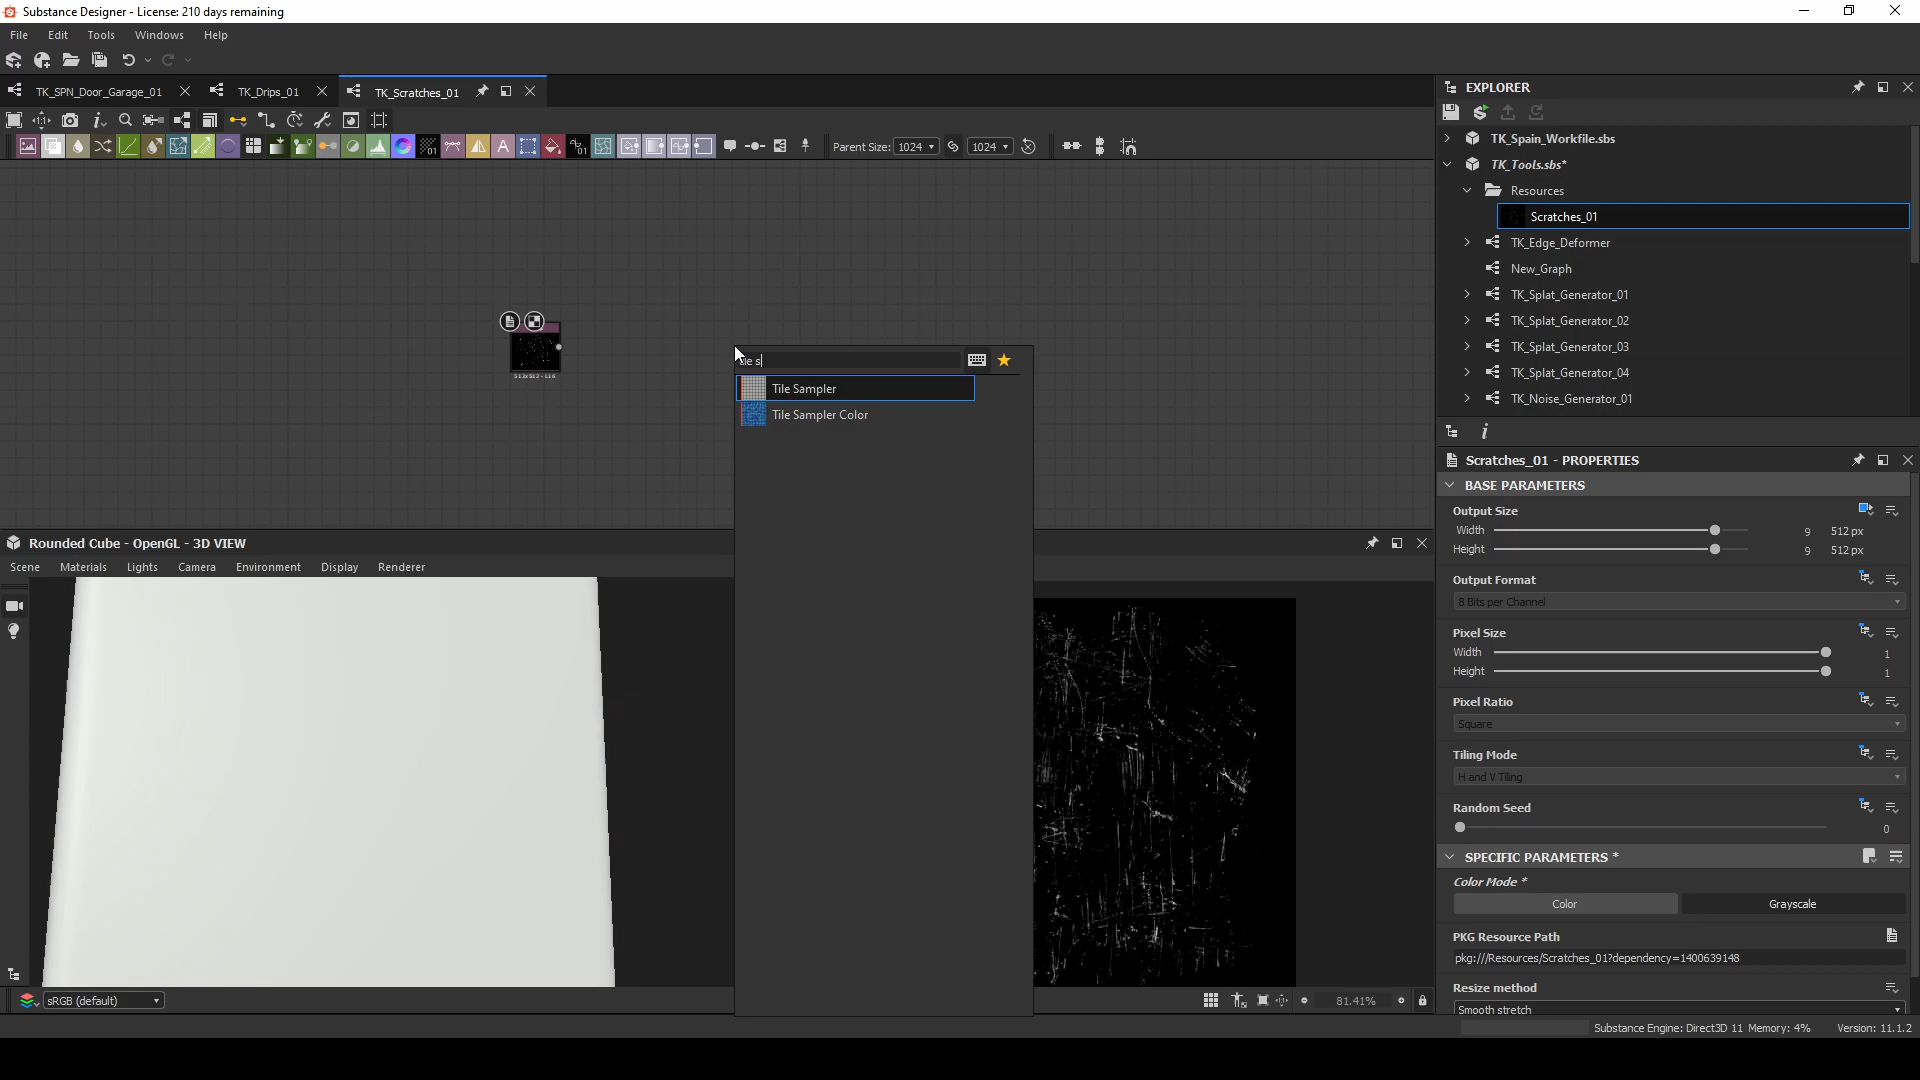 Substance Designer - License: 210 days remaining
File Edit Tools Windows Help
TK_SPN_Door_Garage_01 TK_Drips_01 TK_Scratches_01
Parent Size: 1024 1024
512x512 - L16
tile s
Tile Sampler
Tile Sampler Color
Rounded Cube - OpenGL - 3D VIEW
Scene Materials Lights Camera Environment Display Renderer
sRGB (default)
81.41%
EXPLORER
TK_Spain_Workfile.sbs
TK_Tools.sbs*
Resources
Scratches_01
TK_Edge_Deformer
New_Graph
TK_Splat_Generator_01
TK_Splat_Generator_02
TK_Splat_Generator_03
TK_Splat_Generator_04
TK_Noise_Generator_01
Scratches_01 - PROPERTIES
BASE PARAMETERS
Output Size
Width 9 512 px
Height 9 512 px
Output Format
8 Bits per Channel
Pixel Size
Width 1
Height 1
Pixel Ratio
Square
Tiling Mode
H and V Tiling
Random Seed
0
SPECIFIC PARAMETERS *
Color Mode *
Color Grayscale
PKG Resource Path
pkg:///Resources/Scratches_01?dependency=1400639148
Resize method
Smooth stretch
Substance Engine: Direct3D 11 Memory: 4% Version: 11.1.2